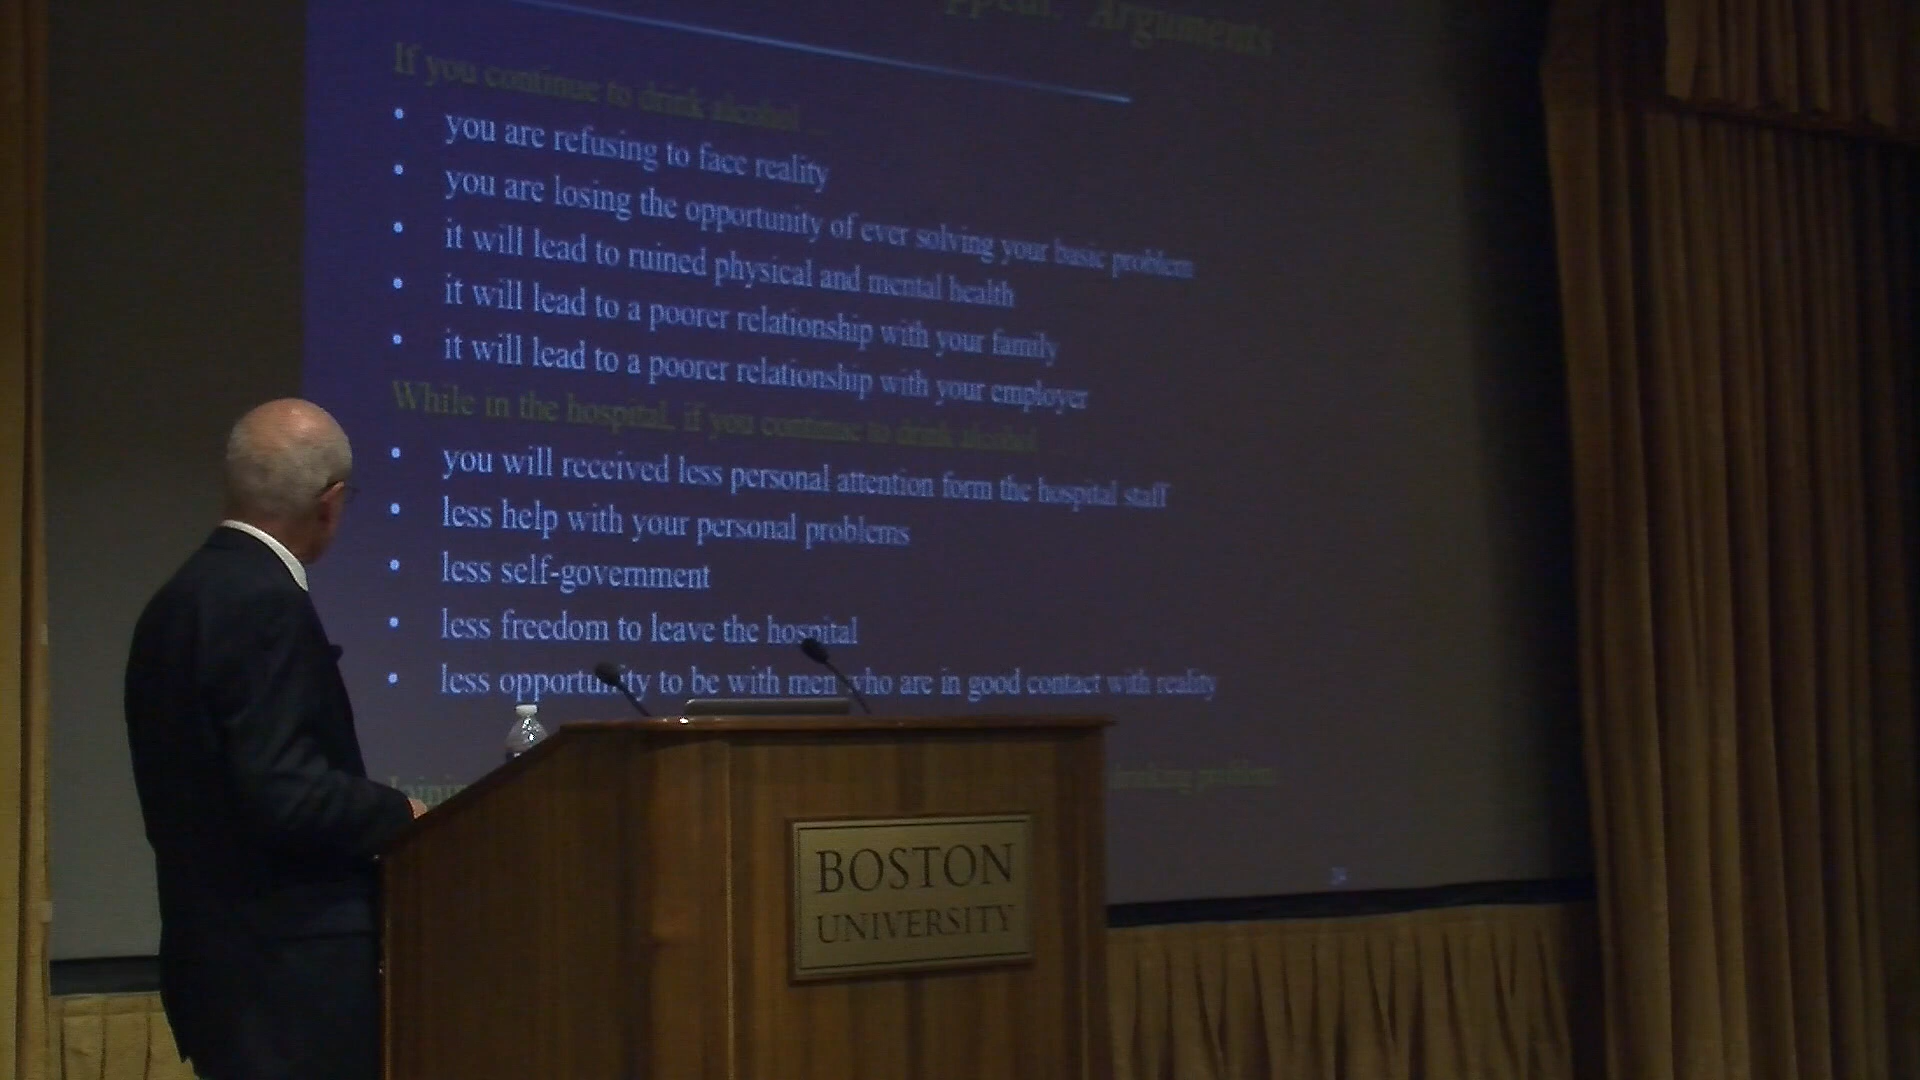 Arguments
If you continue to drink alcohol
• you are refusing to face reality
• you are losing the opportunity of ever solving your basic problem
• it will lead to ruined physical and mental health
• it will lead to a poorer relationship with your family
• it will lead to a poorer relationship with your employer
While in the hospital, if you continue to drink alcohol
• you will received less personal attention form the hospital staff
• less help with your personal problems
• less self-government
• less freedom to leave the hospital
• less opportunity to be with men who are in good contact with reality
drinking problem
BOSTON
UNIVERSITY